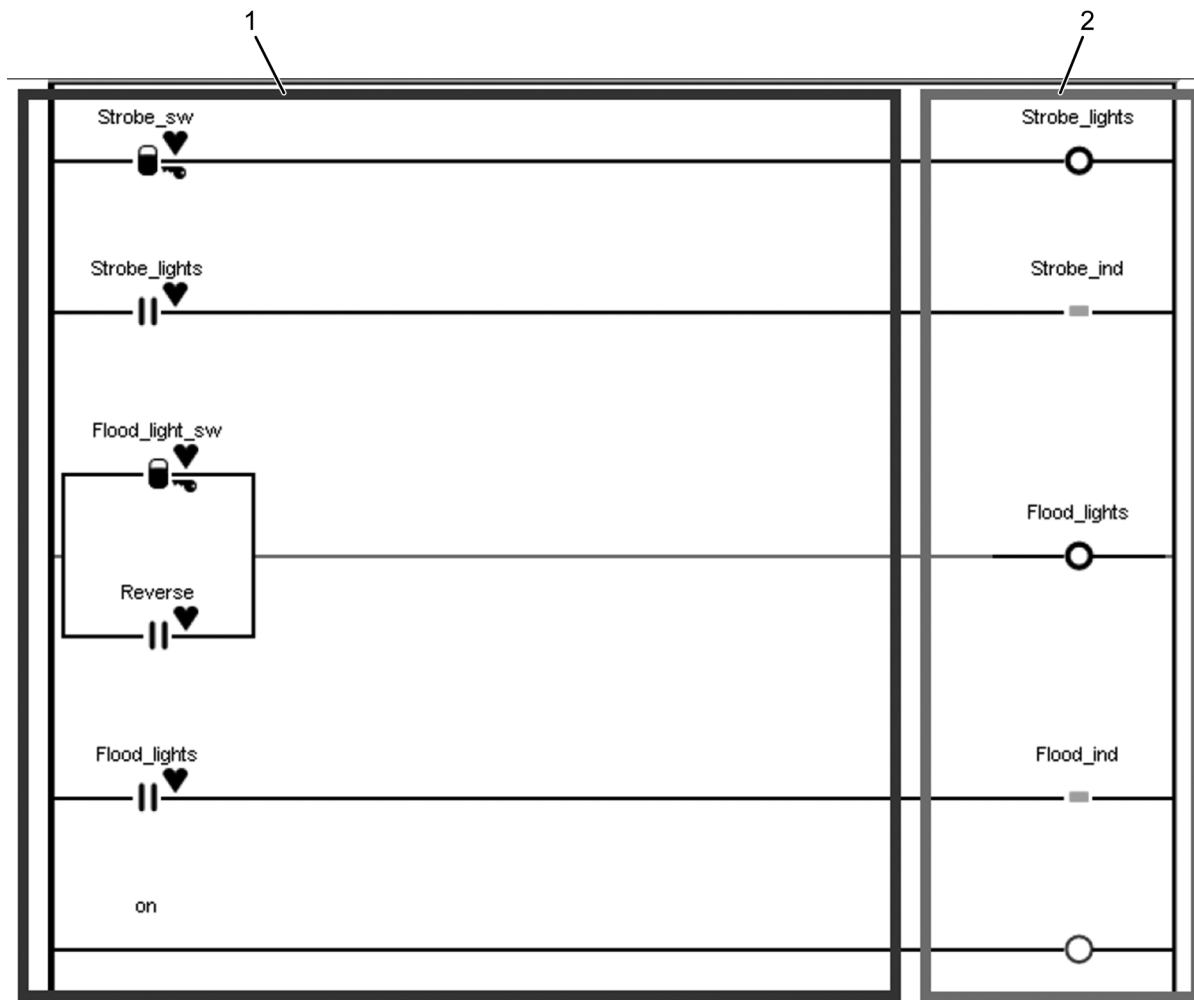 1 2
Strobe_sw Strobe_lights
Strobe_lights Strobe_ind
Flood_light_sw
Flood_lights
Reverse
Flood_lights Flood_ind
on